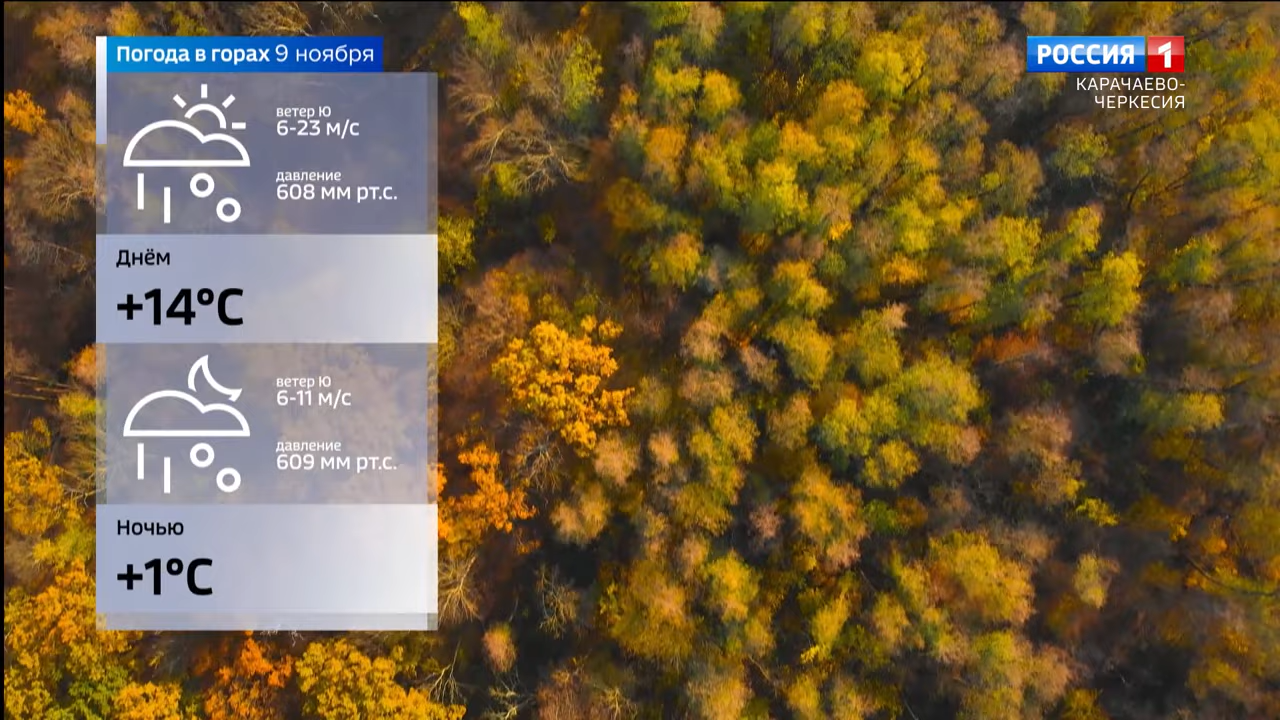 Погода в горах 9 ноября
РОССИЯ 1
КАРАЧАЕВО-
ЧЕРКЕСИЯ
ветер Ю
6-23 м/с
давление
608 мм рт.с.
Днём
+14°C
ветер Ю
6-11 м/с
давление
609 мм рт.с.
Ночью
+1°C